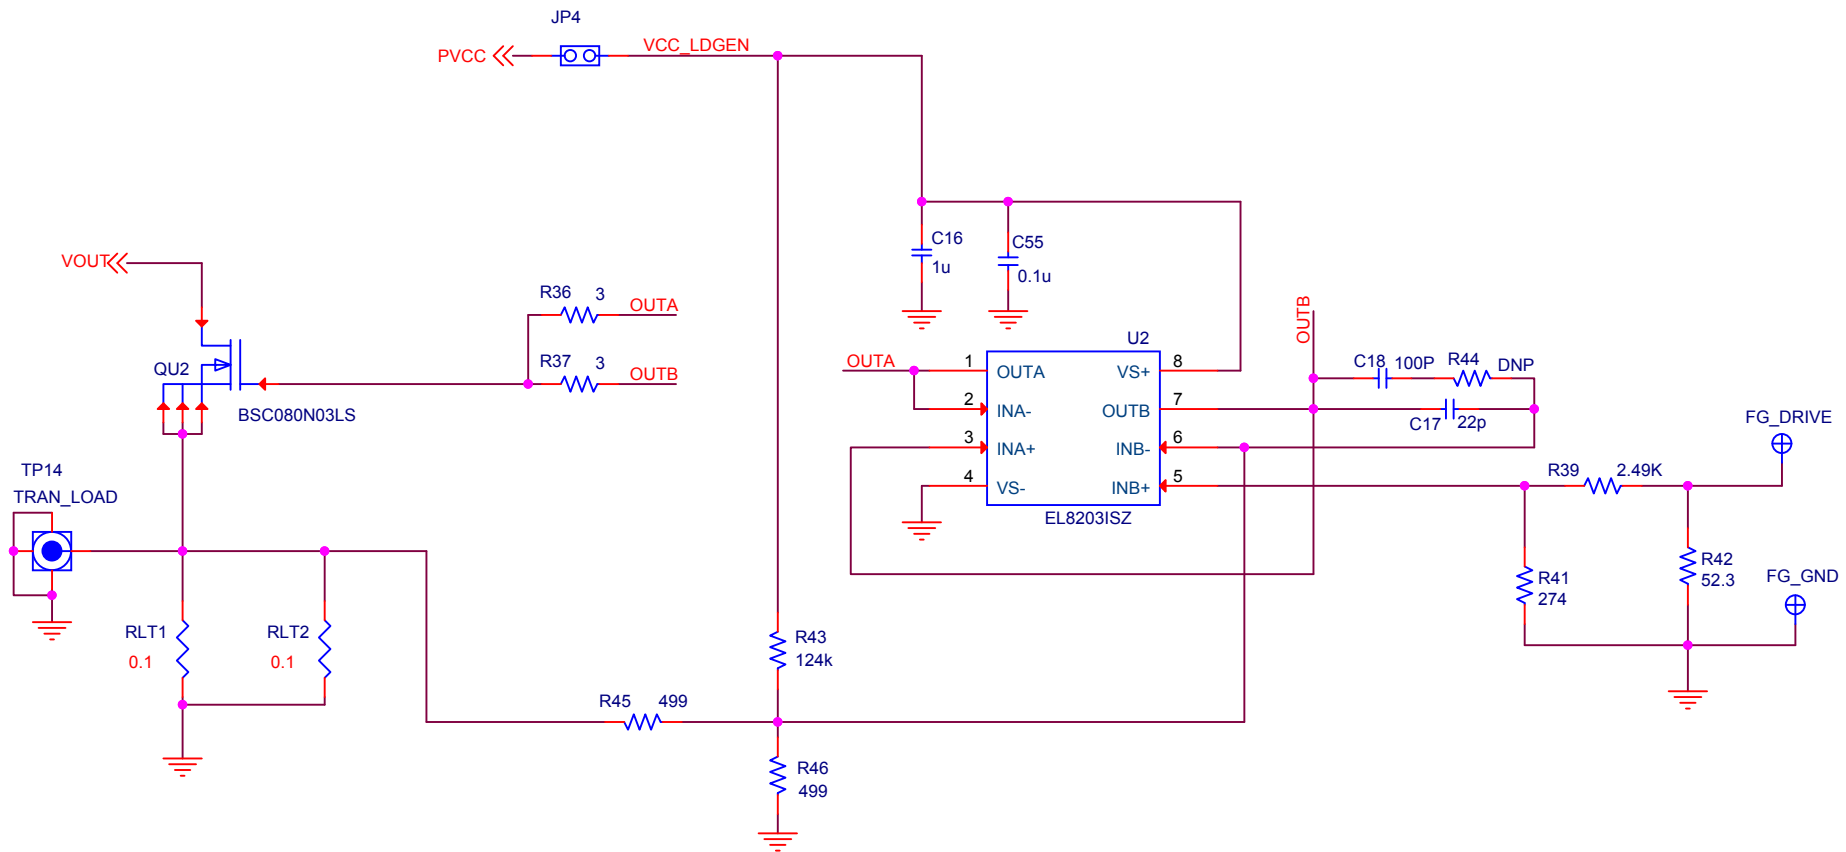 JP4
PVCC
VCC_LDGEN
C16
1u
C55
0.1u
VOUT
R36 3
OUTA
R37 3
OUTB
QU2
BSC080N03LS
OUTA
OUTB
U2
1
OUTA
2
INA-
3
INA+
4
VS-
8
VS+
7
OUTB
6
INB-
5
INB+
EL8203ISZ
C18 100P R44 DNP
C17 22p
FG_DRIVE
R39 2.49K
R41
274
R42
52.3
FG_GND
TP14
TRAN_LOAD
RLT1
0.1
RLT2
0.1
R43
124k
R45 499
R46
499